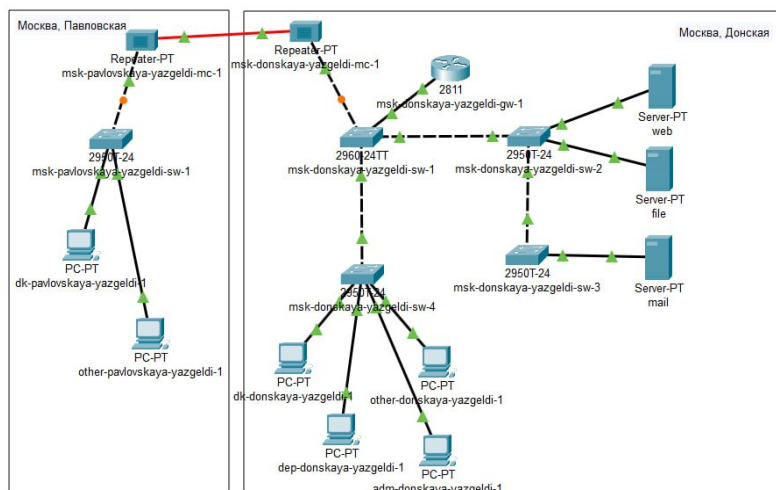 Москва, Павловская
Repeater-PT
msk-pavlovskaya-yazgeldi-mc-1
2950T-24
msk-pavlovskaya-yazgeldi-sw-1
PC-PT
dk-pavlovskaya-yazgeldi-1
PC-PT
other-pavlovskaya-yazgeldi-1
Москва, Донская
Repeater-PT
msk-donskaya-yazgeldi-mc-1
2811
msk-donskaya-yazgeldi-gw-1
2960-24TT
msk-donskaya-yazgeldi-sw-1
2950T-24
msk-donskaya-yazgeldi-sw-2
Server-PT
web
Server-PT
file
2950T-24
msk-donskaya-yazgeldi-sw-3
Server-PT
mail
2950T-24
msk-donskaya-yazgeldi-sw-4
PC-PT
dk-donskaya-yazgeldi-1
PC-PT
other-donskaya-yazgeldi-1
PC-PT
dep-donskaya-yazgeldi-1
PC-PT
adm-donskaya-yazgeldi-1